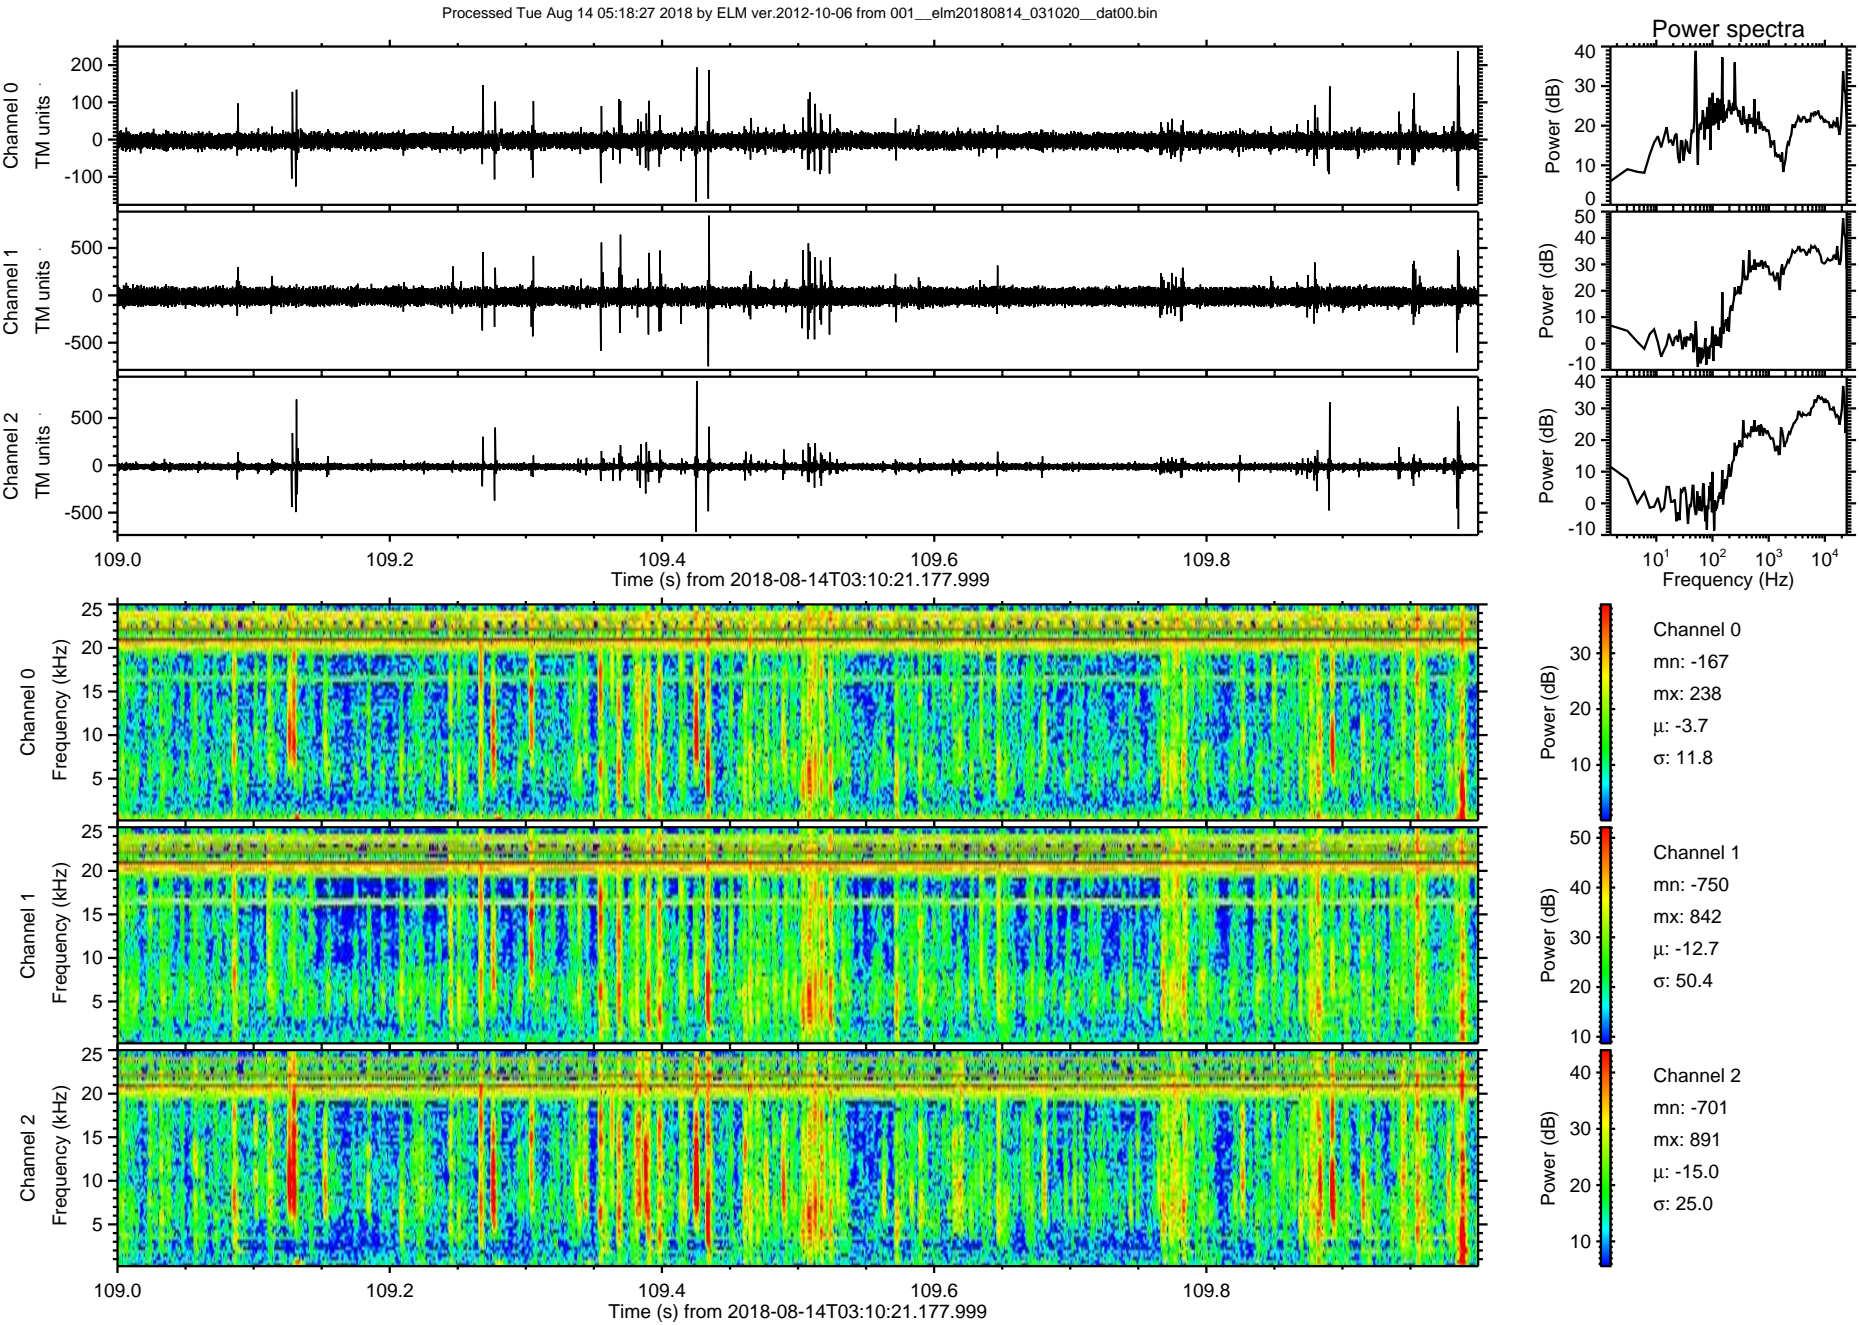 Processed Tue Aug 14 05:18:27 2018 by ELM ver.2012-10-06 from 001__elm20180814_031020__dat00.bin
Power spectra
Channel 0
TM units
200
100
0
-100
Power (dB)
40
30
20
10
0
Channel 1
TM units
500
0
-500
Power (dB)
50
40
30
20
10
0
-10
Channel 2
TM units
500
0
-500
Power (dB)
40
30
20
10
0
-10
109.0 109.2 109.4 109.6 109.8
Time (s) from 2018-08-14T03:10:21.177.999
10^1 10^2 10^3 10^4
Frequency (Hz)
Channel 0
Frequency (kHz)
25
20
15
10
5
Power (dB)
30
20
10
Channel 0
mn: -167
mx: 238
μ: -3.7
σ: 11.8
Channel 1
Frequency (kHz)
25
20
15
10
5
Power (dB)
50
40
30
20
10
Channel 1
mn: -750
mx: 842
μ: -12.7
σ: 50.4
Channel 2
Frequency (kHz)
25
20
15
10
5
Power (dB)
40
30
20
10
Channel 2
mn: -701
mx: 891
μ: -15.0
σ: 25.0
109.0 109.2 109.4 109.6 109.8
Time (s) from 2018-08-14T03:10:21.177.999